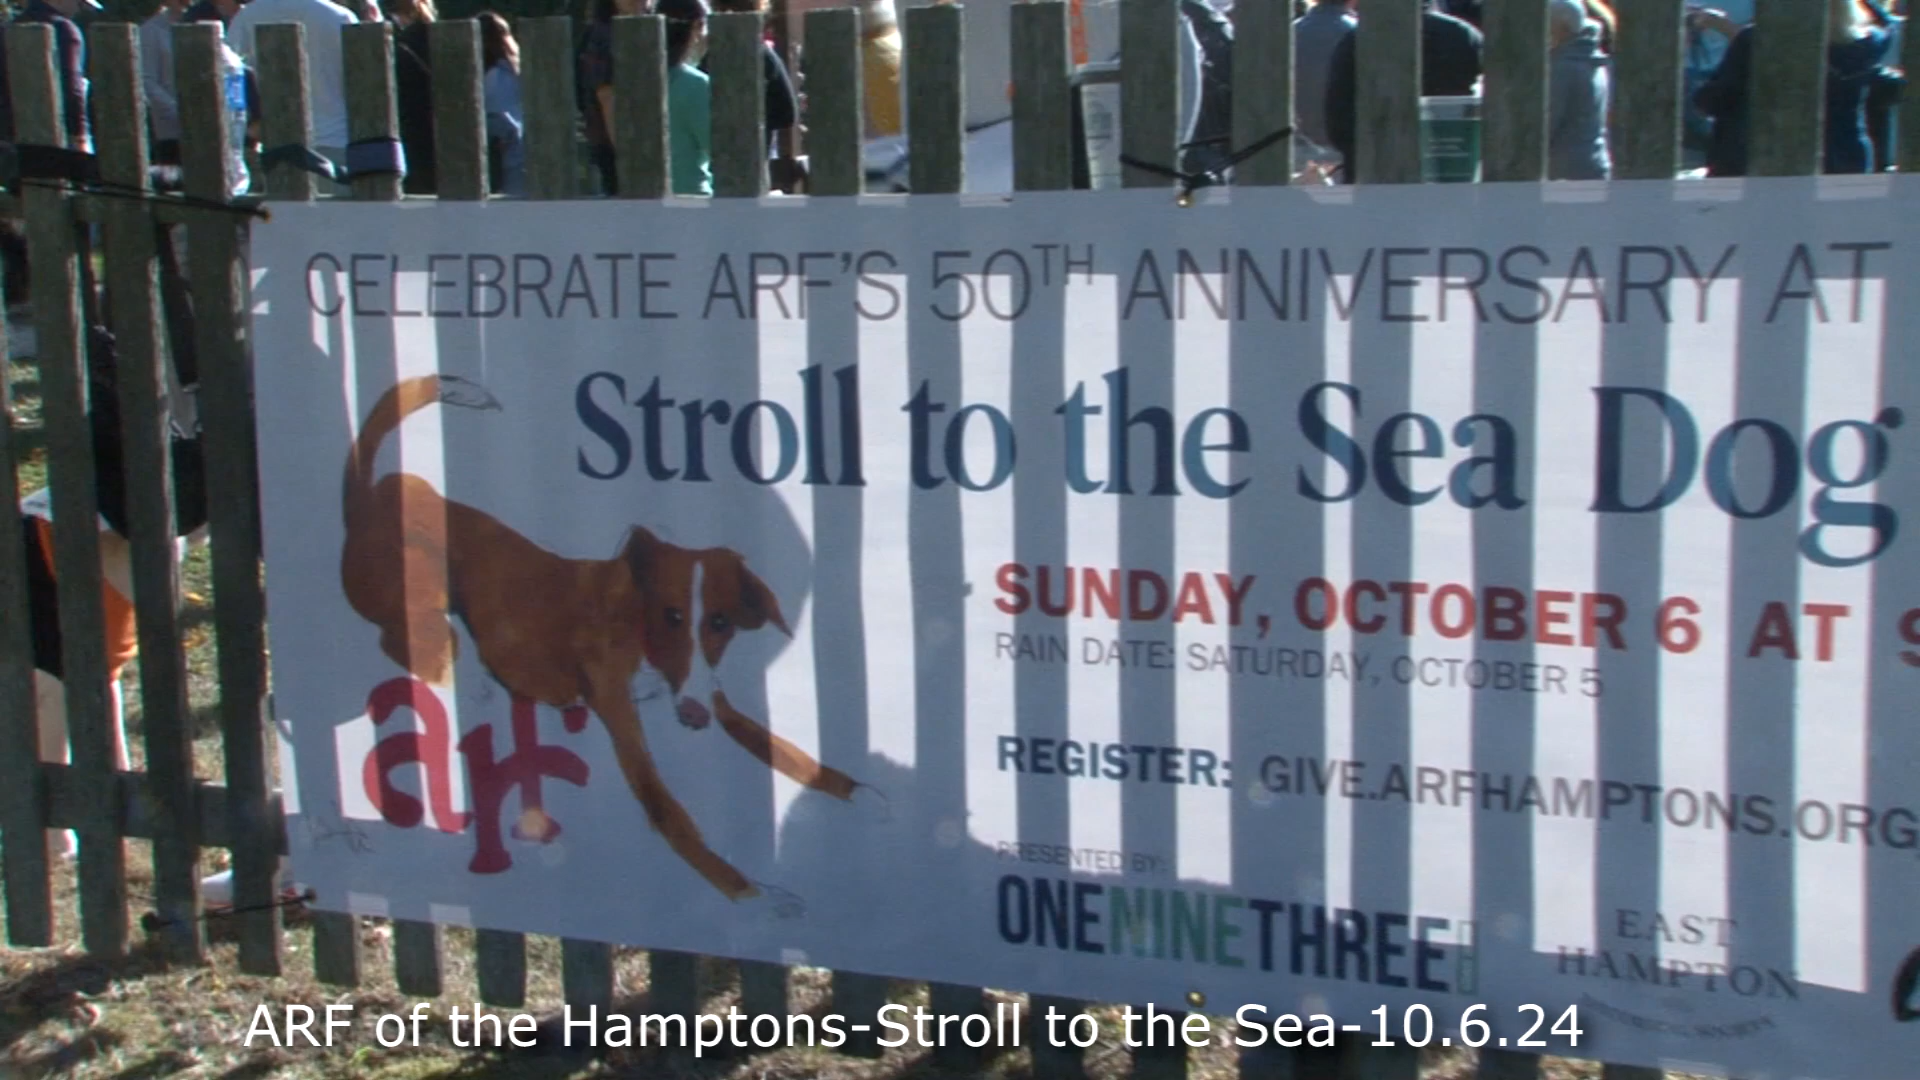 CELEBRATE ARF'S 50TH ANNIVERSARY AT
Stroll to the Sea Dog
SUNDAY, OCTOBER 6 AT
RAIN DATE: SATURDAY, OCTOBER 5
arf
REGISTER: GIVE.ARFHAMPTONS.ORG
PRESENTED BY:
ONENINETHREE
EAST
HAMPTON
ARF of the Hamptons-Stroll to the Sea-10.6.24